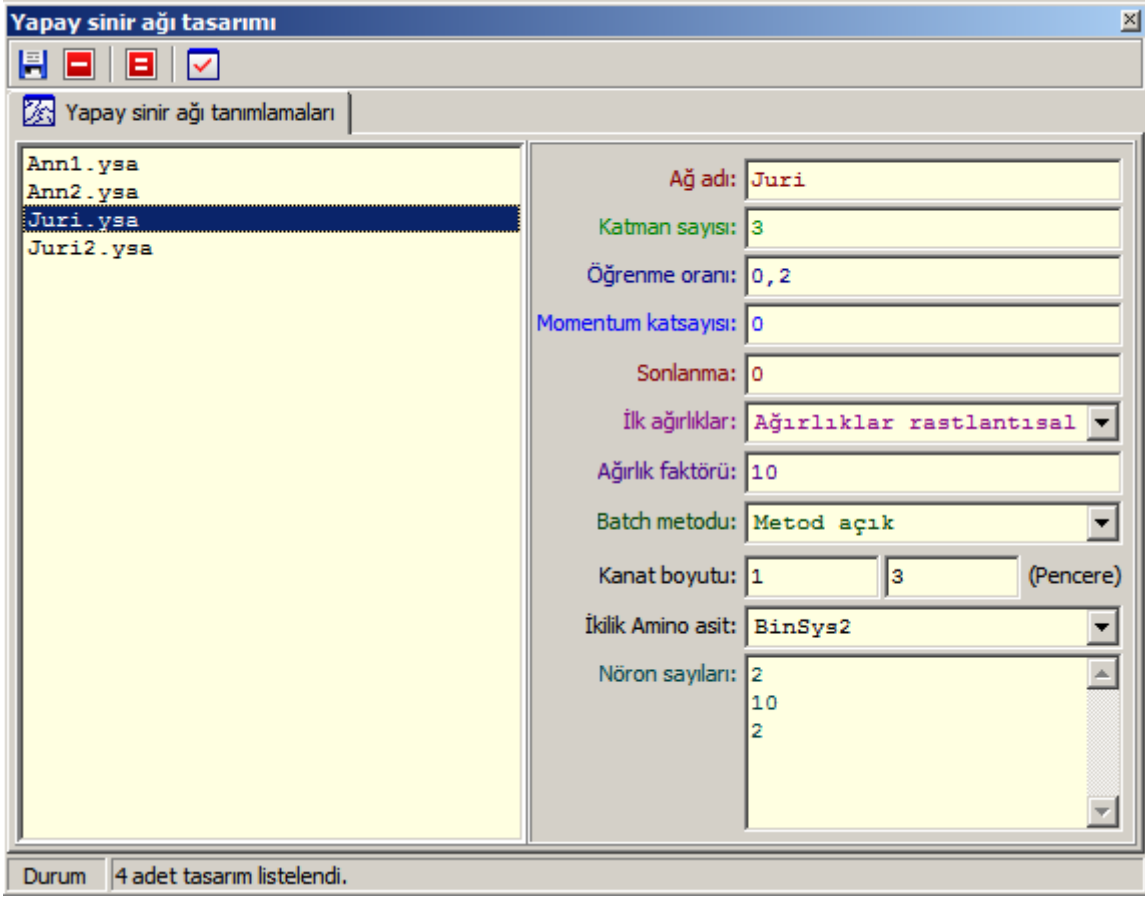 Yapay sinir ağı tasarımı
Yapay sinir ağı tanımlamaları
Ann1.ysa
Ann2.ysa
Juri.ysa
Juri2.ysa
Ağ adı: Juri
Katman sayısı: 3
Öğrenme oranı: 0,2
Momentum katsayısı: 0
Sonlanma: 0
İlk ağırlıklar: Ağırlıklar rastlantısal
Ağırlık faktörü: 10
Batch metodu: Metod açık
Kanat boyutu: 1 3 (Pencere)
İkilik Amino asit: BinSys2
Nöron sayıları: 2
10
2
Durum 4 adet tasarım listelendi.